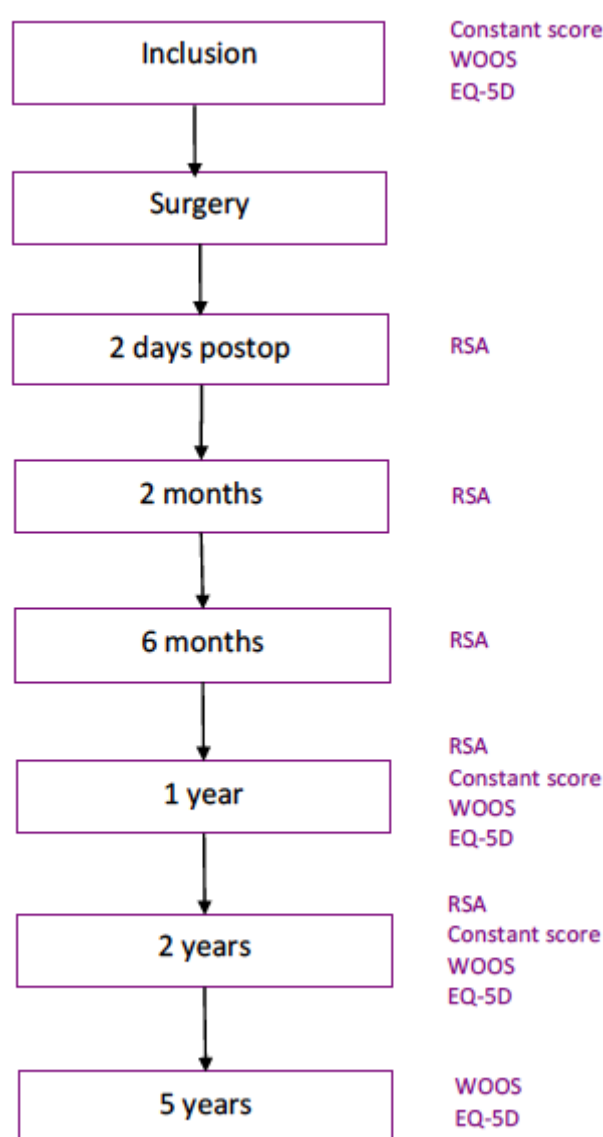 Inclusion
Constant score
WOOS
EQ-5D
Surgery
2 days postop
RSA
2 months
RSA
6 months
RSA
1 year
RSA
Constant score
WOOS
EQ-5D
2 years
RSA
Constant score
WOOS
EQ-5D
5 years
WOOS
EQ-5D